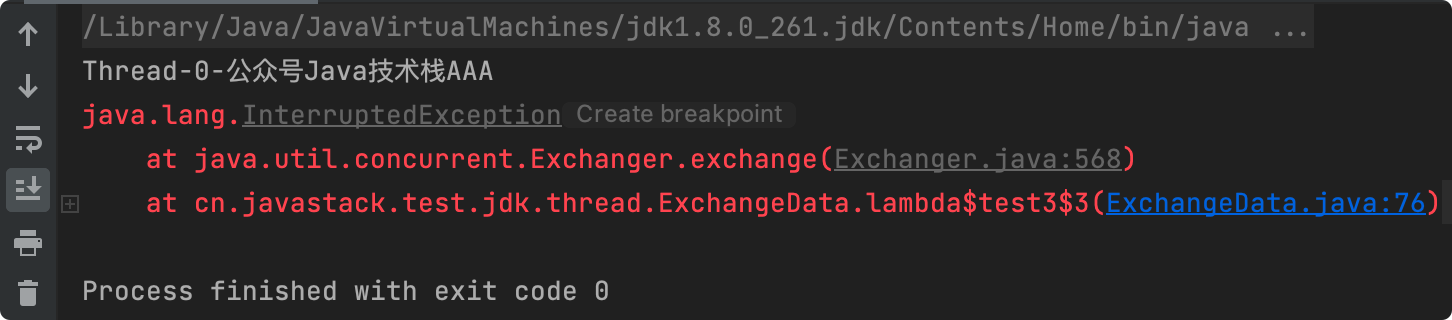 /Library/Java/JavaVirtualMachines/jdk1.8.0_261.jdk/Contents/Home/bin/java ...
Thread-0-公众号Java技术栈AAA
java.lang.InterruptedException Create breakpoint
at java.util.concurrent.Exchanger.exchange(Exchanger.java:568)
at cn.javastack.test.jdk.thread.ExchangeData.lambda$test3$3(ExchangeData.java:76)
Process finished with exit code 0